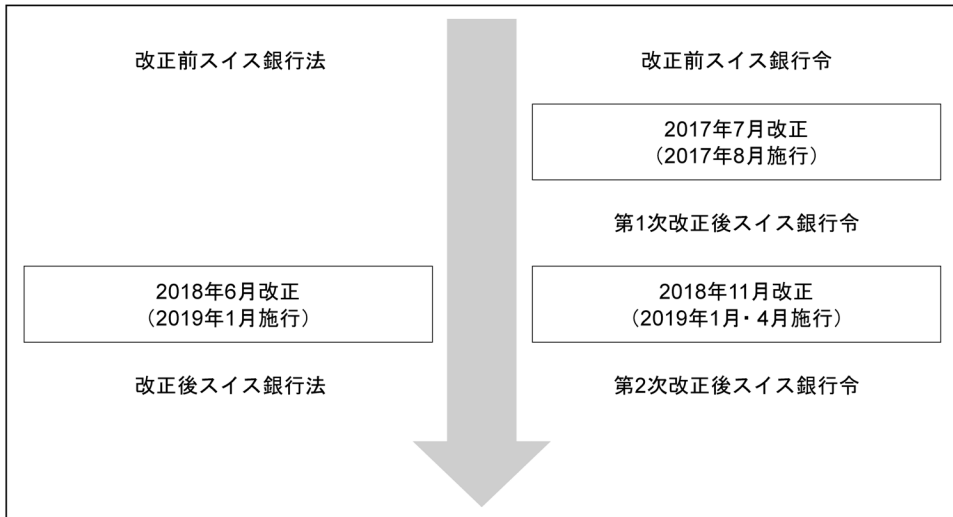 改正前スイス銀行法
改正前スイス銀行令
2017年7月改正
（2017年8月施行）
第1次改正後スイス銀行令
2018年6月改正
（2019年1月施行）
2018年11月改正
（2019年1月・4月施行）
改正後スイス銀行法
第2次改正後スイス銀行令